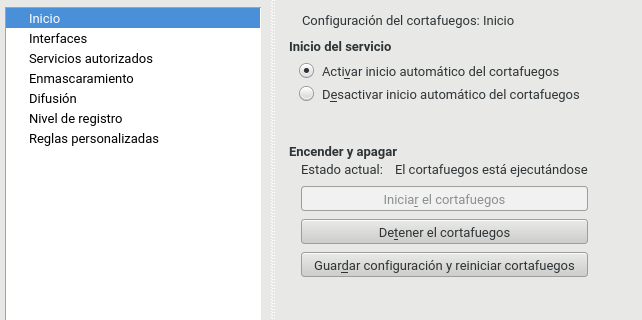 Inicio
Interfaces
Servicios autorizados
Enmascaramiento
Difusión
Nivel de registro
Reglas personalizadas
Configuración del cortafuegos: Inicio
Inicio del servicio
Activar inicio automático del cortafuegos
Desactivar inicio automático del cortafuegos
Encender y apagar
Estado actual: El cortafuegos está ejecutándose
Iniciar el cortafuegos
Detener el cortafuegos
Guardar configuración y reiniciar cortafuegos